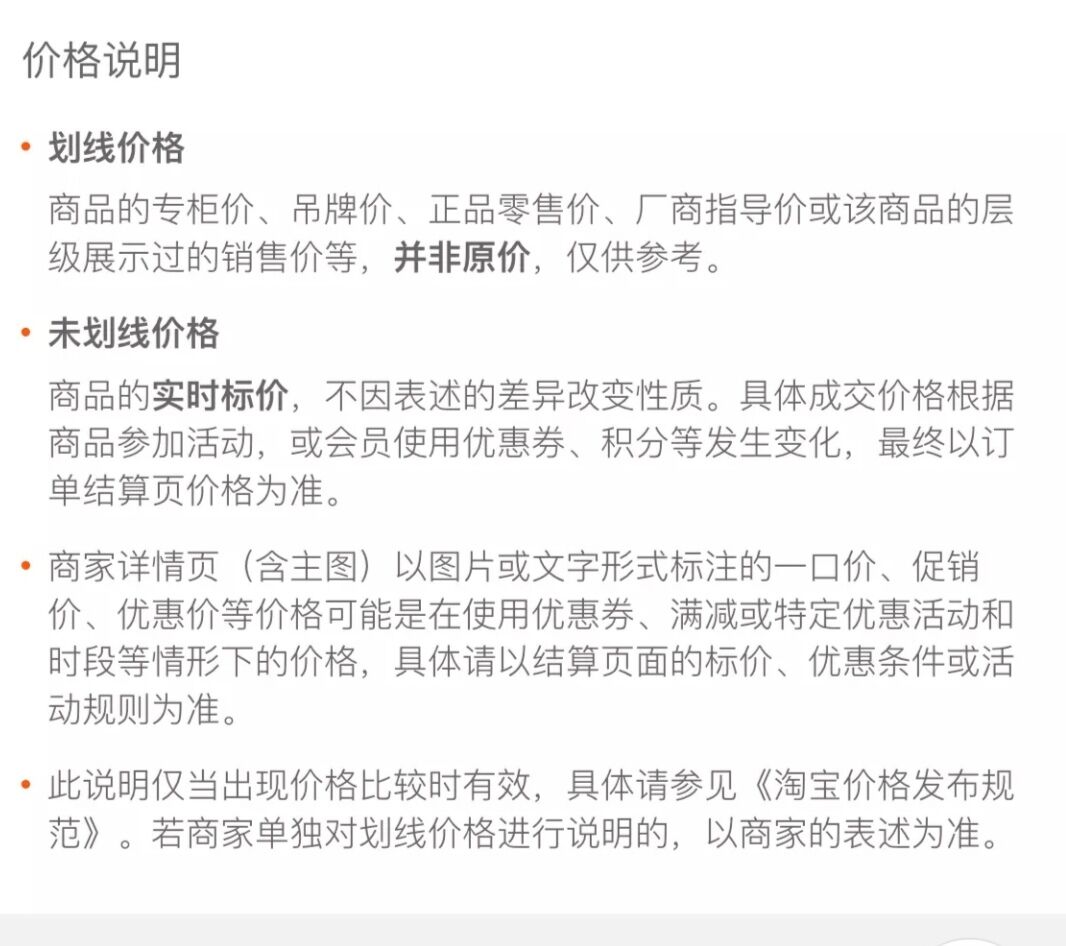 价格说明
• 划线价格
商品的专柜价、吊牌价、正品零售价、厂商指导价或该商品的层
级展示过的销售价等，并非原价，仅供参考。
• 未划线价格
商品的实时标价，不因表述的差异改变性质。具体成交价格根据
商品参加活动，或会员使用优惠券、积分等发生变化，最终以订
单结算页价格为准。
• 商家详情页（含主图）以图片或文字形式标注的一口价、促销
价、优惠价等价格可能是在使用优惠券、满减或特定优惠活动和
时段等情形下的价格，具体请以结算页面的标价、优惠条件或活
动规则为准。
• 此说明仅当出现价格比较时有效，具体请参见《淘宝价格发布规
范》。若商家单独对划线价格进行说明的，以商家的表述为准。